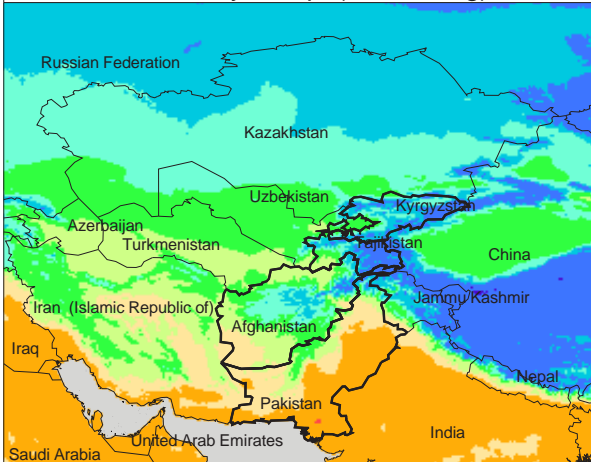 Russian Federation
Kazakhstan
Uzbekistan
Kyrgyzstan
Azerbaijan
Turkmenistan
Tajikistan
China
Iran (Islamic Republic of)
Jammu Kashmir
Afghanistan
Iraq
Nepal
Pakistan
India
United Arab Emirates
Saudi Arabia